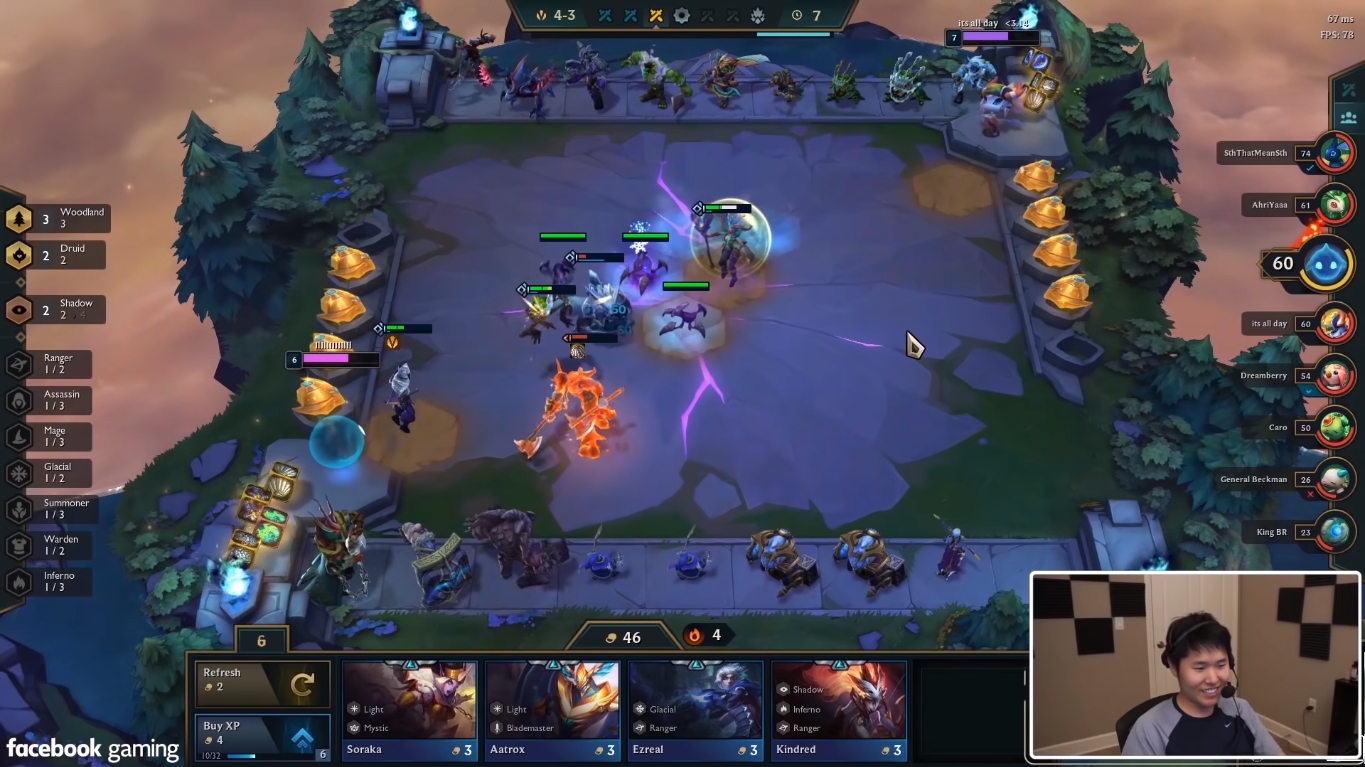 4-3
7
67 ms
FPS: 78
its all day <3
7
SthThatMeanSth 74
AhriYaaa 61
60
its all day 60
Dreamberry 54
Caro 50
General Beckman 26
King BR 23
3 Woodland
3
2 Druid
2
2 Shadow
2 . 4
Ranger
1 / 2
Assassin
1 / 3
Mage
1 / 3
Glacial
1 / 2
Summoner
1 / 3
Warden
1 / 2
Inferno
1 / 3
6
6
46
4
Refresh
2
Buy XP
4
10/32
6
Light
Mystic
Soraka 3
Light
Blademaster
Aatrox 3
Glacial
Ranger
Ezreal 3
Shadow
Inferno
Ranger
Kindred 3
facebook gaming